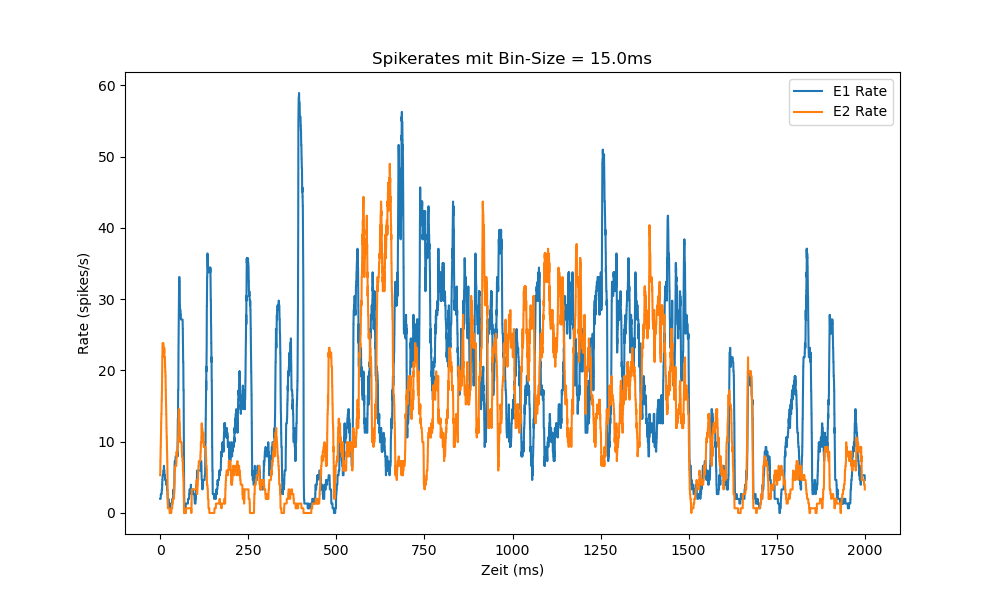 Spikerates mit Bin-Size = 15.0ms
E1 Rate
E2 Rate
60
50
40
30
20
10
0
Rate (spikes/s)
0 250 500 750 1000 1250 1500 1750 2000
Zeit (ms)